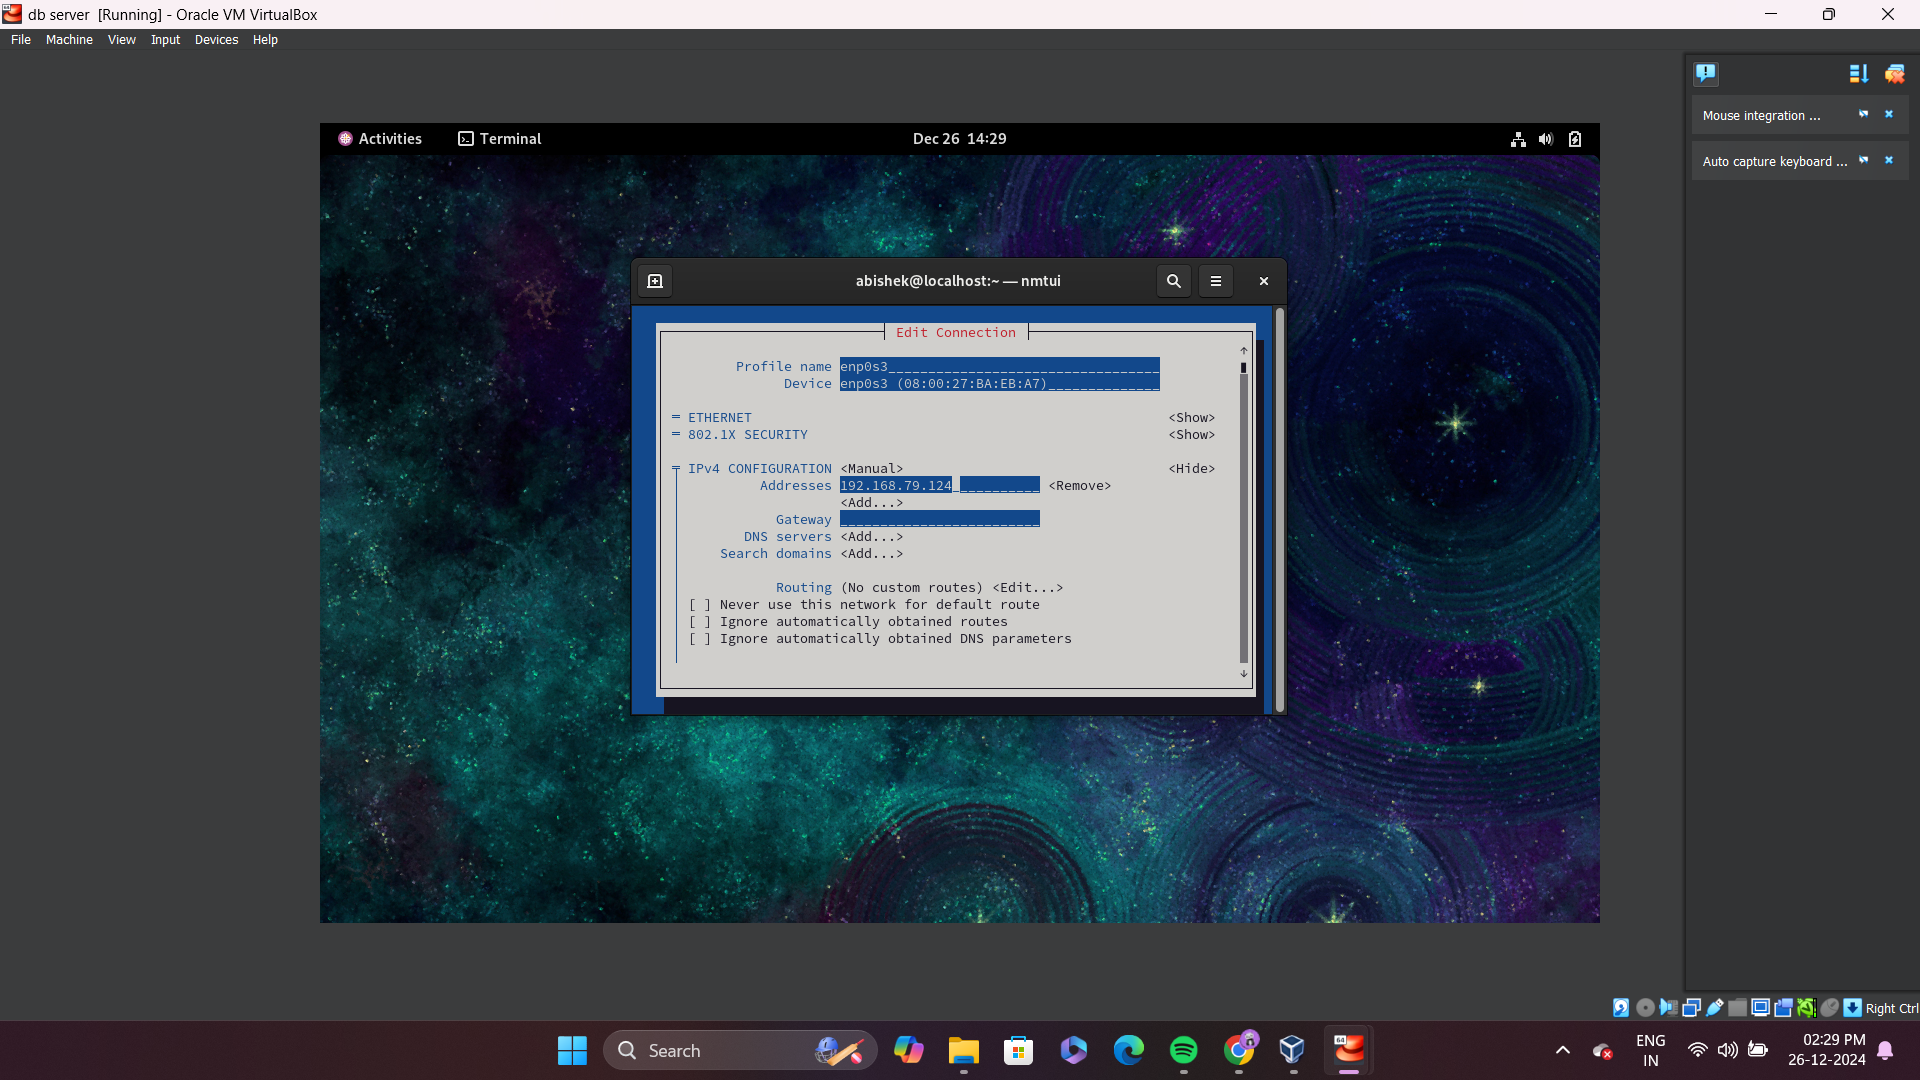 db server [Running] - Oracle VM VirtualBox
File Machine View Input Devices Help
Mouse integration ...
Auto capture keyboard ...
Activities Terminal Dec 26 14:29
abishek@localhost:~ — nmtui
Edit Connection
Profile name enp0s3
Device enp0s3 (08:00:27:BA:EB:A7)
= ETHERNET <Show>
= 802.1X SECURITY <Show>
IPv4 CONFIGURATION <Manual> <Hide>
Addresses 192.168.79.124 <Remove>
<Add...>
Gateway
DNS servers <Add...>
Search domains <Add...>
Routing (No custom routes) <Edit...>
[ ] Never use this network for default route
[ ] Ignore automatically obtained routes
[ ] Ignore automatically obtained DNS parameters
Right Ctrl
Search
ENG
IN
02:29 PM
26-12-2024